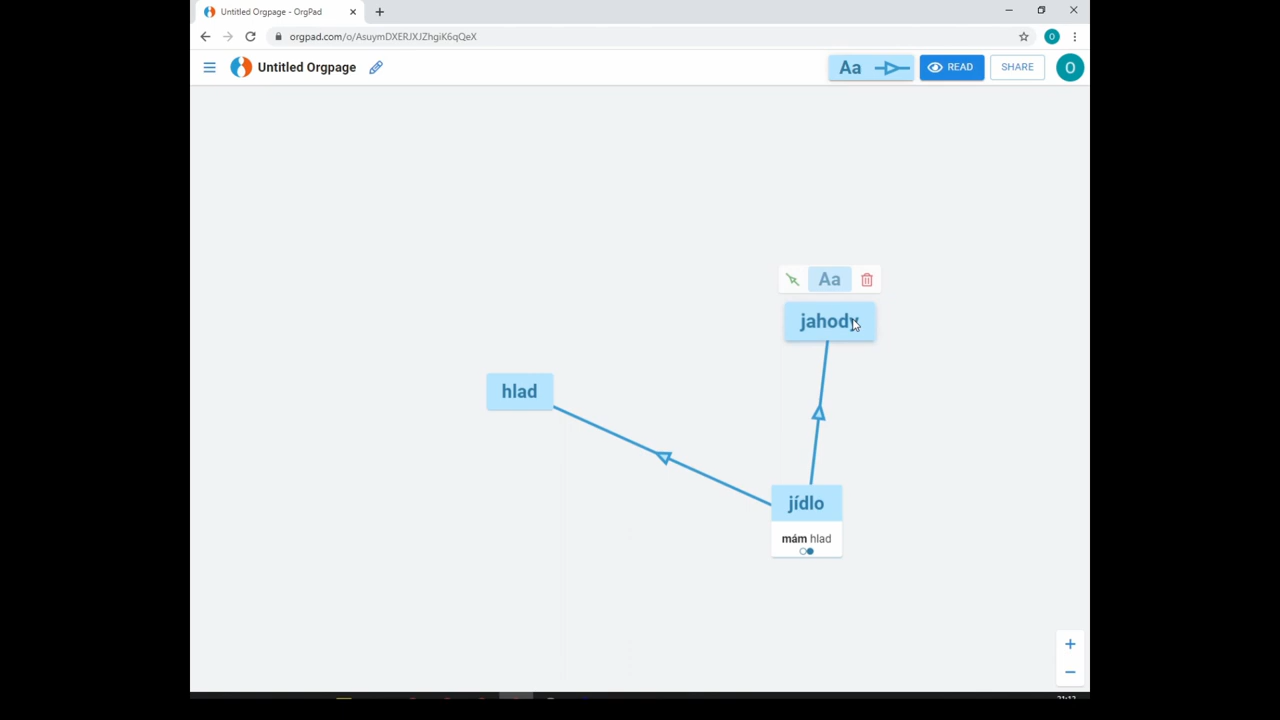 Untitled Orgpage - OrgPad
orgpad.com/o/AsuymDXERJXJZhgiK6qQeX
O
Untitled Orgpage
Aa
READ
SHARE
O
Aa
jahody
hlad
jídlo
mám hlad